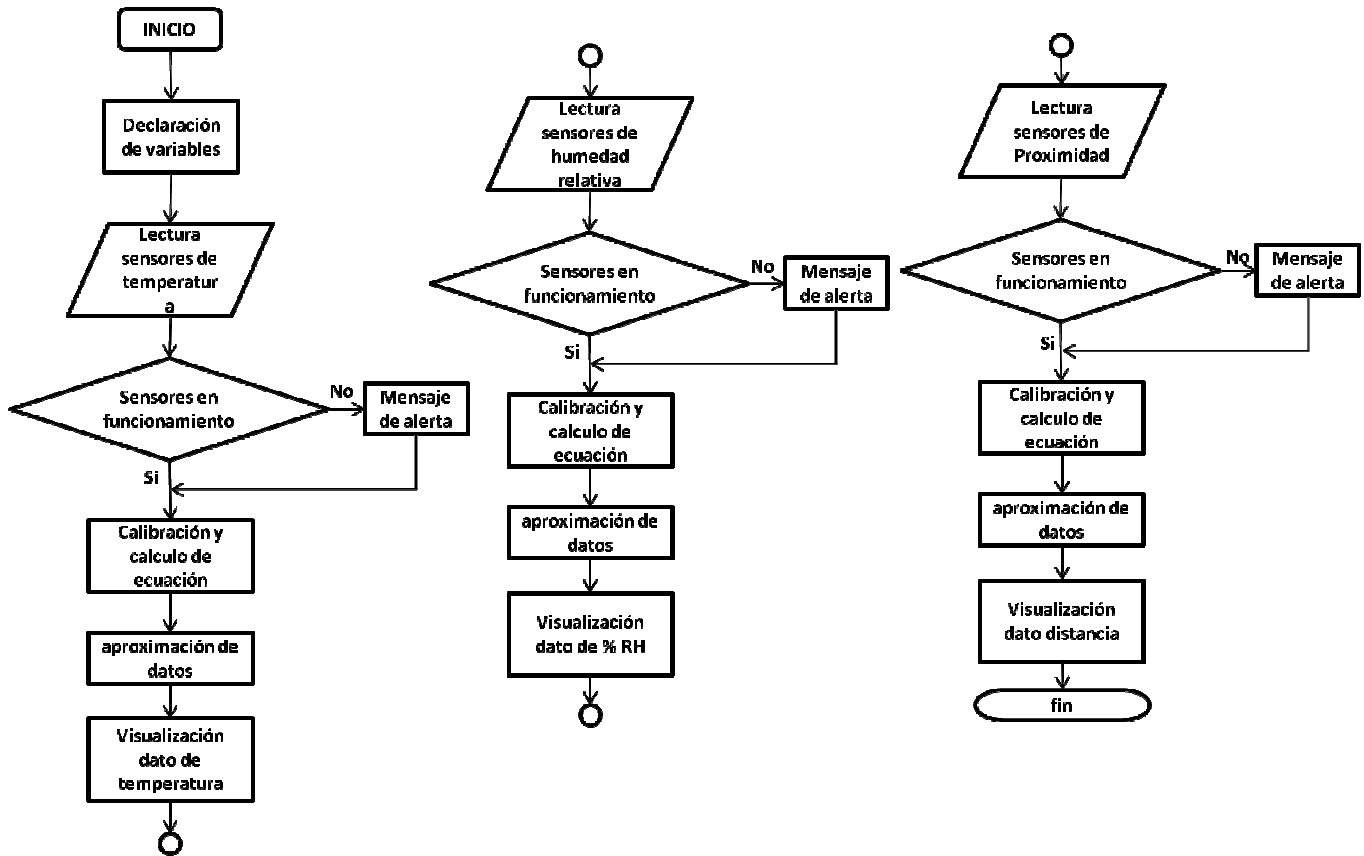 INICIO
Declaración
de variables
Lectura
sensores de
temperatur
a
Sensores en
funcionamiento
No
Mensaje
de alerta
Si
Calibración y
calculo de
ecuación
aproximación de
datos
Visualización
dato de
temperatura
Lectura
sensores de
humedad
relativa
Sensores en
funcionamiento
No
Mensaje
de alerta
Si
Calibración y
calculo de
ecuación
aproximación de
datos
Visualización
dato de % RH
Lectura
sensores de
Proximidad
Sensores en
funcionamiento
No
Mensaje
de alerta
Si
Calibración y
calculo de
ecuación
aproximación de
datos
Visualización
dato distancia
fin